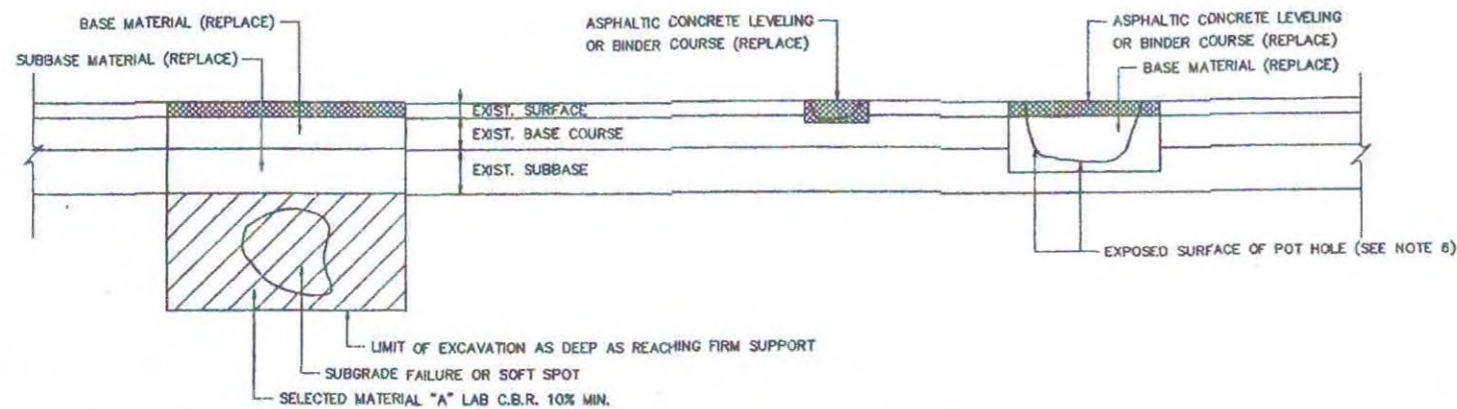 BASE MATERIAL (REPLACE)
SUBBASE MATERIAL (REPLACE)
ASPHALTIC CONCRETE LEVELING
OR BINDER COURSE (REPLACE)
ASPHALTIC CONCRETE LEVELING
OR BINDER COURSE (REPLACE)
BASE MATERIAL (REPLACE)
EXIST. SURFACE
EXIST. BASE COURSE
EXIST. SUBBASE
EXPOSED SURFACE OF POT HOLE (SEE NOTE 6)
LIMIT OF EXCAVATION AS DEEP AS REACHING FIRM SUPPORT
SUBGRADE FAILURE OR SOFT SPOT
SELECTED MATERIAL "A" LAB C.B.R. 10% MIN.